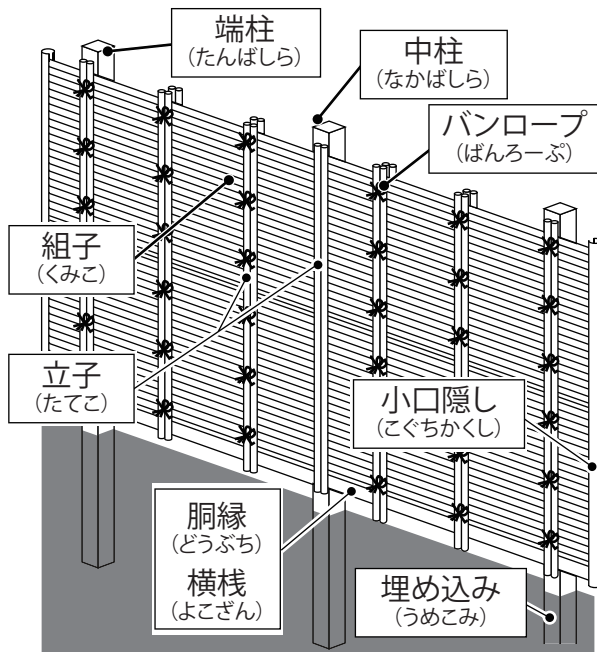 端柱
(たんばしら)
中柱
(なかばしら)
バンロープ
(ばんろーぷ)
組子
(くみこ)
立子
(たてこ)
小口隠し
(こぐちかくし)
胴縁
(どうぶち)
横桟
(よこざん)
埋め込み
(うめこみ)